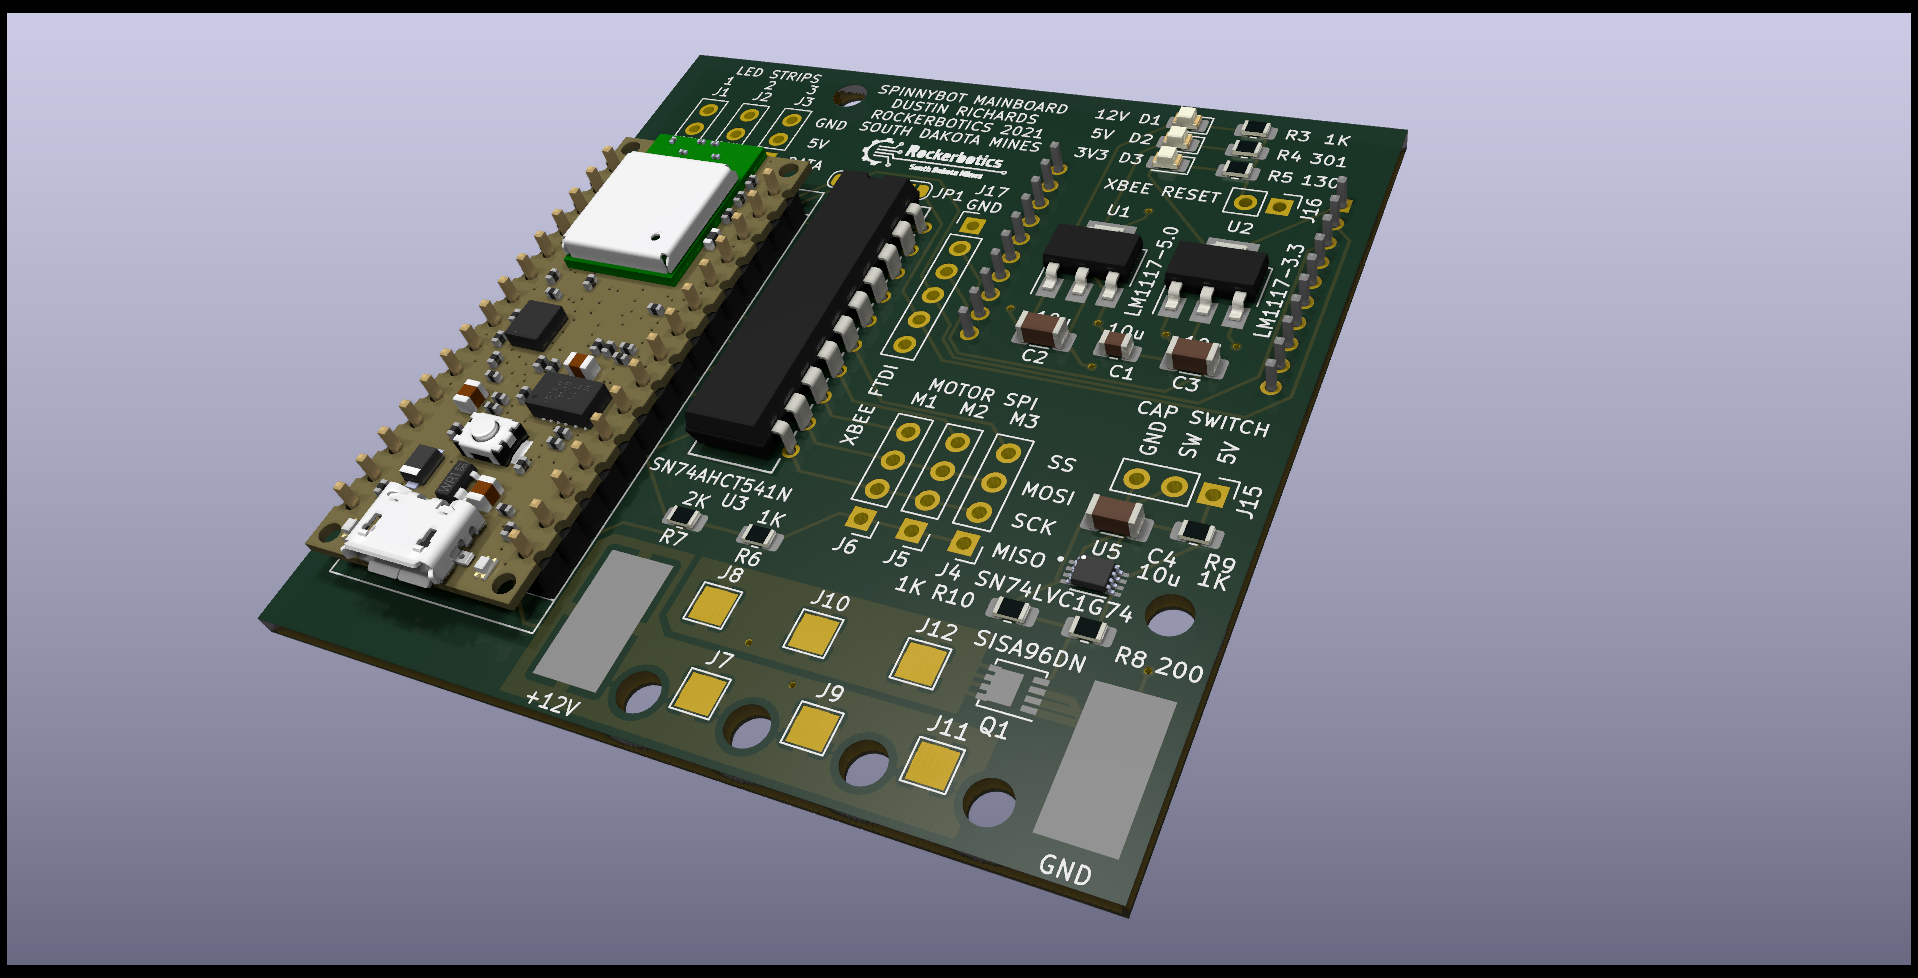 LED STRIPS
1 2 3
J1 J2 J3
GND
5V
SPINNYBOT MAINBOARD
DUSTIN RICHARDS
ROCKERBOTICS 2021
SOUTH DAKOTA MINES
Rockerbotics
South Dakota Mines
12V D1
5V D2
3V3 D3
R3 1K
R4 301
R5 130
XBEE RESET
J16
JP1
J17
GND
U1
LM1117-5.0
U2
LM1117-3.3
C2
10u
C1
C3
XBEE FTDI
MOTOR SPI
M1 M2 M3
SS
MOSI
SCK
MISO
J6
J5
J4
CAP SWITCH
GND
SW
5V
J15
SN74AHCT541N
2K U3 1K
R7
R6
U5
C4
10u
R9
1K
SN74LVC1G74
1K R10
R8 200
SISA96DN
Q1
J8
J10
J12
J7
J9
J11
+12V
GND